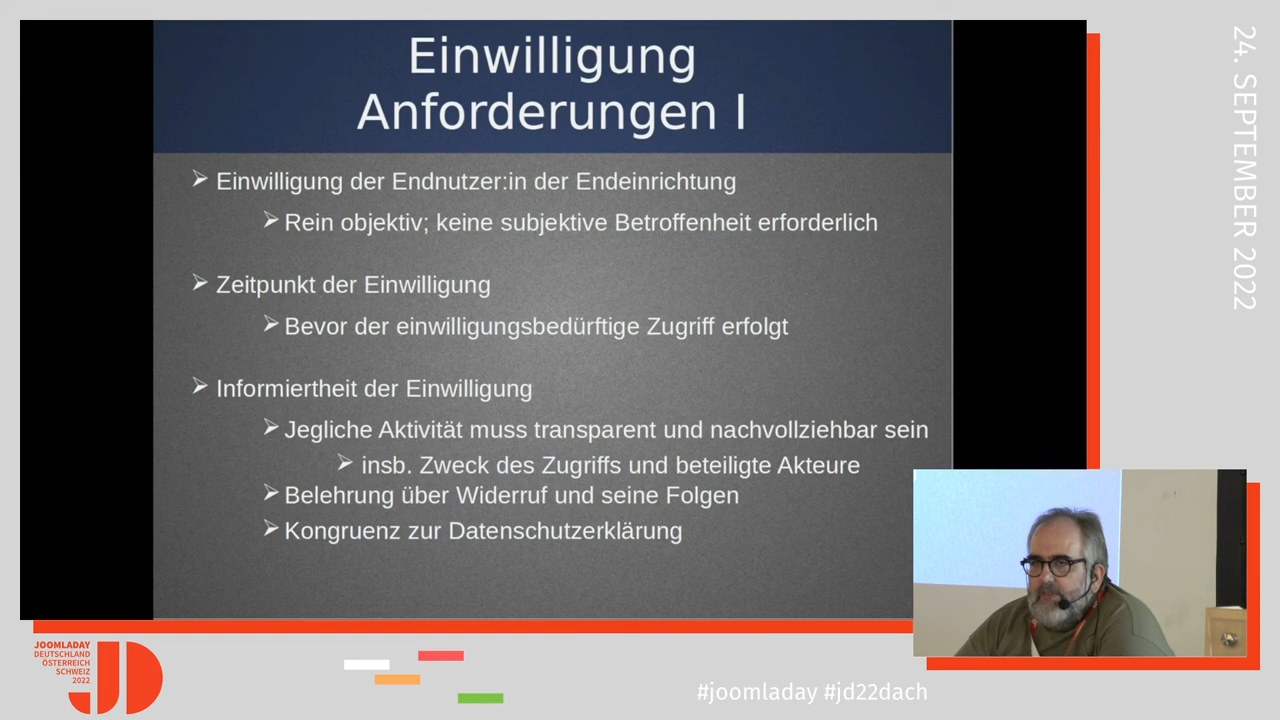 Einwilligung
Anforderungen I
➢ Einwilligung der Endnutzer:in der Endeinrichtung
➢ Rein objektiv; keine subjektive Betroffenheit erforderlich
➢ Zeitpunkt der Einwilligung
➢ Bevor der einwilligungsbedürftige Zugriff erfolgt
➢ Informiertheit der Einwilligung
➢ Jegliche Aktivität muss transparent und nachvollziehbar sein
➢ insb. Zweck des Zugriffs und beteiligte Akteure
➢ Belehrung über Widerruf und seine Folgen
➢ Kongruenz zur Datenschutzerklärung
24. SEPTEMBER 2022
JOOMLADAY
DEUTSCHLAND
ÖSTERREICH
SCHWEIZ
2022
JD
#joomladay #jd22dach